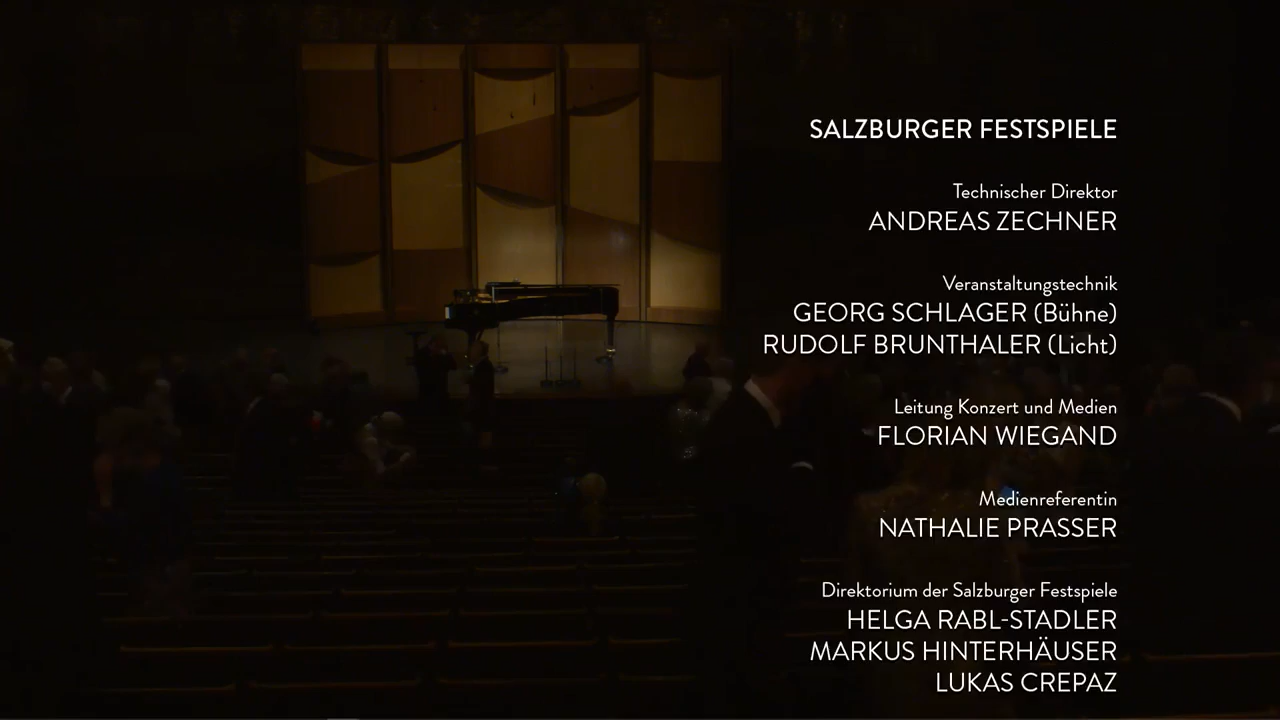 SALZBURGER FESTSPIELE
Technischer Direktor
ANDREAS ZECHNER
Veranstaltungstechnik
GEORG SCHLAGER (Bühne)
RUDOLF BRUNTHALER (Licht)
Leitung Konzert und Medien
FLORIAN WIEGAND
Medienreferentin
NATHALIE PRASSER
Direktorium der Salzburger Festspiele
HELGA RABL-STADLER
MARKUS HINTERHÄUSER
LUKAS CREPAZ